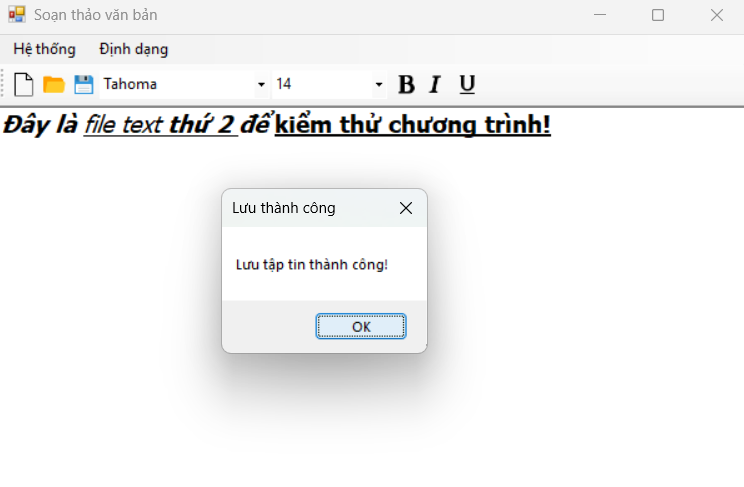 Soạn thảo văn bản
Hệ thống Định dạng
Tahoma 14 B I U
Đây là file text thứ 2 để kiểm thử chương trình!
Lưu thành công
Lưu tập tin thành công!
OK